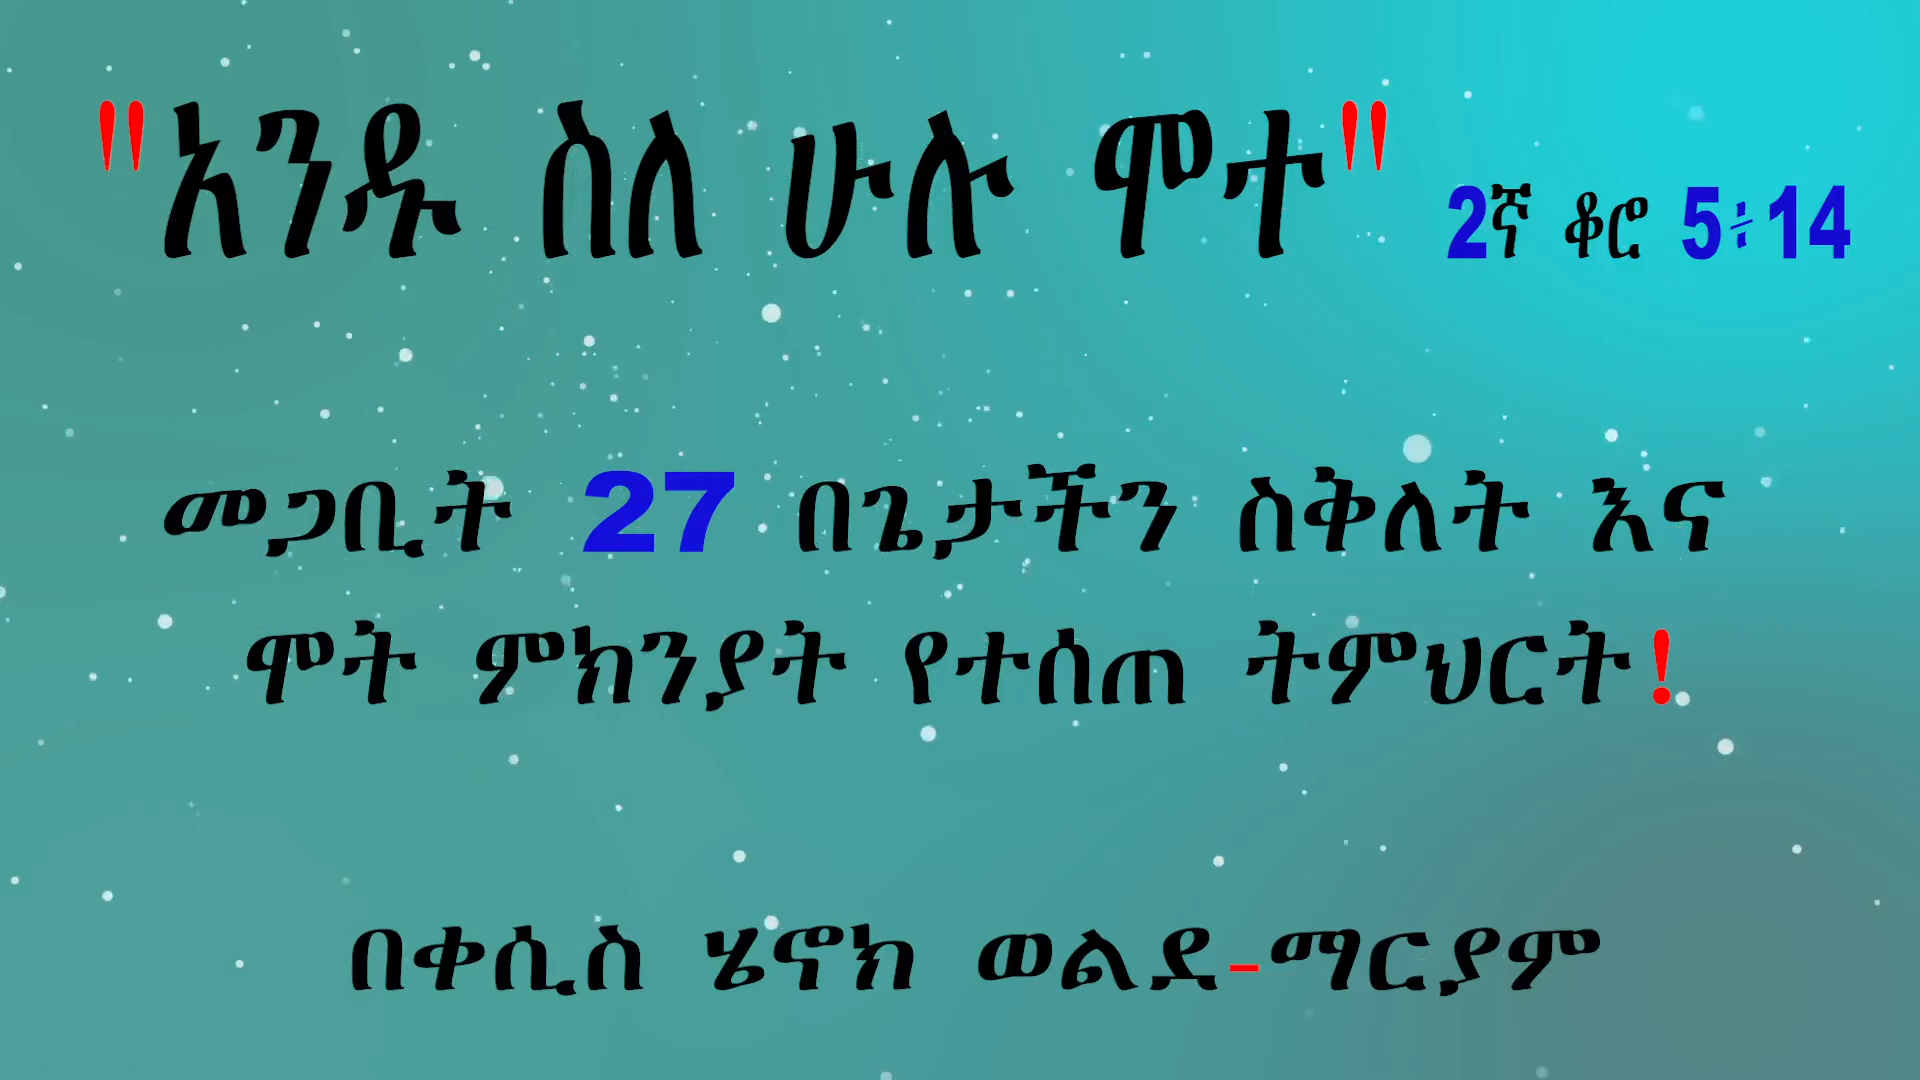 "አንዱ ስለ ሁሉ ሞተ" 2ኛ ቆሮ 5፥14
መጋቢት 27 በጌታችን ስቅለት እና
ሞት ምክንያት የተሰጠ ትምህርት!
በቀሲስ ሄኖክ ወልደ-ማርያም